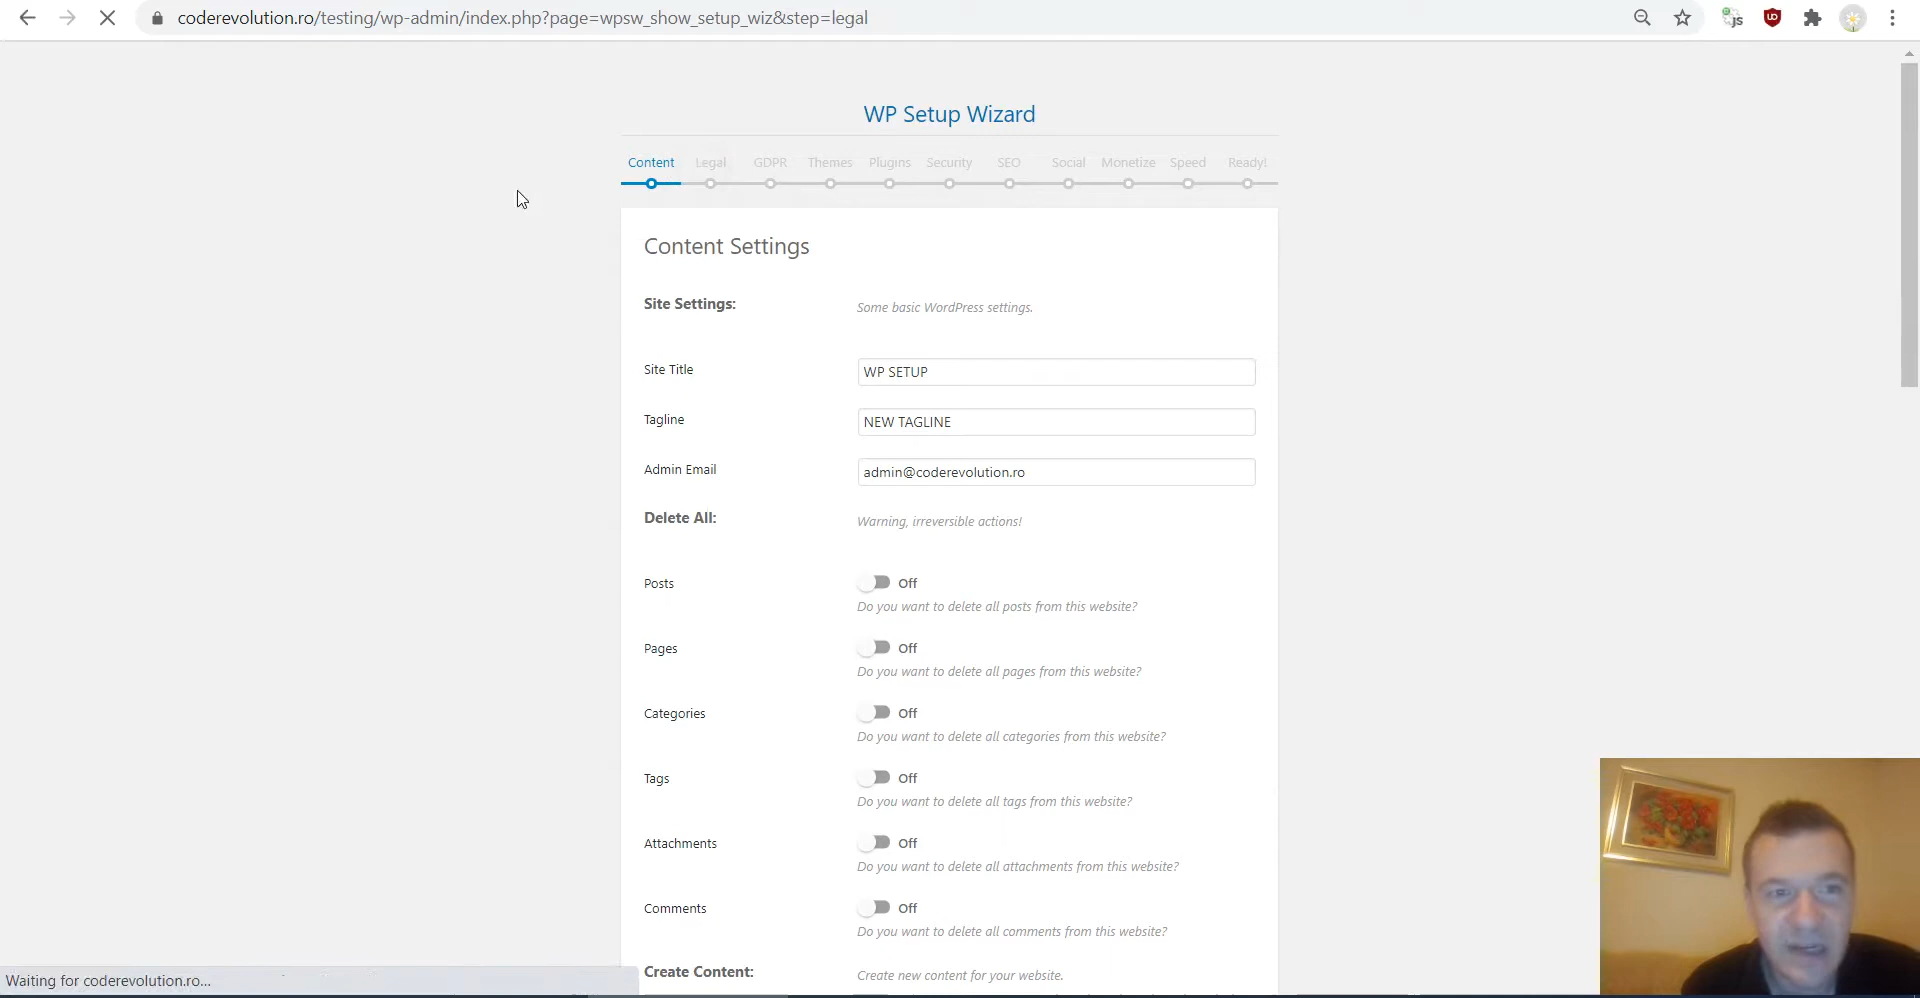 coderevolution.ro/testing/wp-admin/index.php?page=wpsw_show_setup_wiz&step=legal
WP Setup Wizard
Content Legal GDPR Themes Plugins Security SEO Social Monetize Speed Ready!
Content Settings
Site Settings: Some basic WordPress settings.
Site Title WP SETUP
Tagline NEW TAGLINE
Admin Email admin@coderevolution.ro
Delete All: Warning, irreversible actions!
Posts Off
Do you want to delete all posts from this website?
Pages Off
Do you want to delete all pages from this website?
Categories Off
Do you want to delete all categories from this website?
Tags Off
Do you want to delete all tags from this website?
Attachments Off
Do you want to delete all attachments from this website?
Comments Off
Do you want to delete all comments from this website?
Create Content: Create new content for your website.
Waiting for coderevolution.ro...